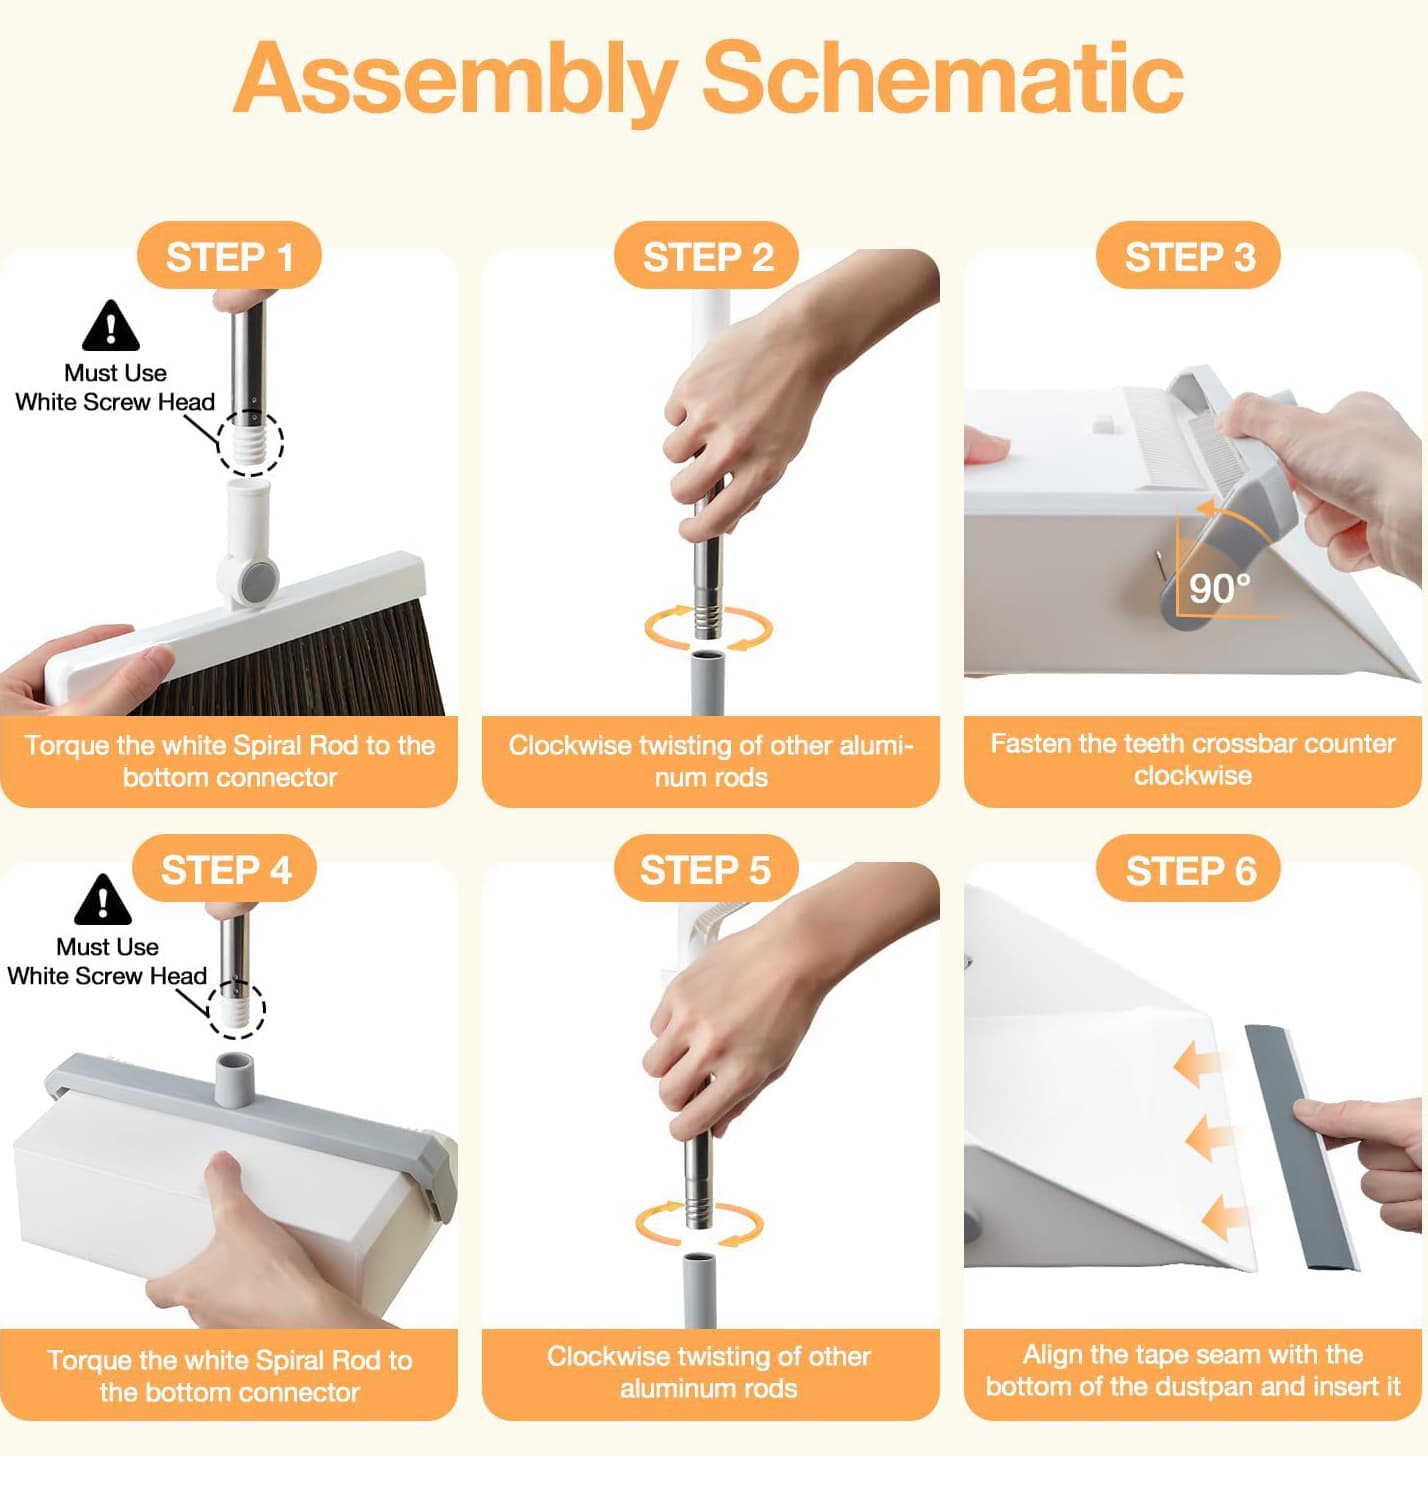 Assembly Schematic
STEP 1
Must Use
White Screw Head
Torque the white Spiral Rod to the
bottom connector
STEP 2
Clockwise twisting of other alumi-
num rods
STEP 3
90°
Fasten the teeth crossbar counter
clockwise
STEP 4
Must Use
White Screw Head
Torque the white Spiral Rod to
the bottom connector
STEP 5
Clockwise twisting of other
aluminum rods
STEP 6
Align the tape seam with the
bottom of the dustpan and insert it